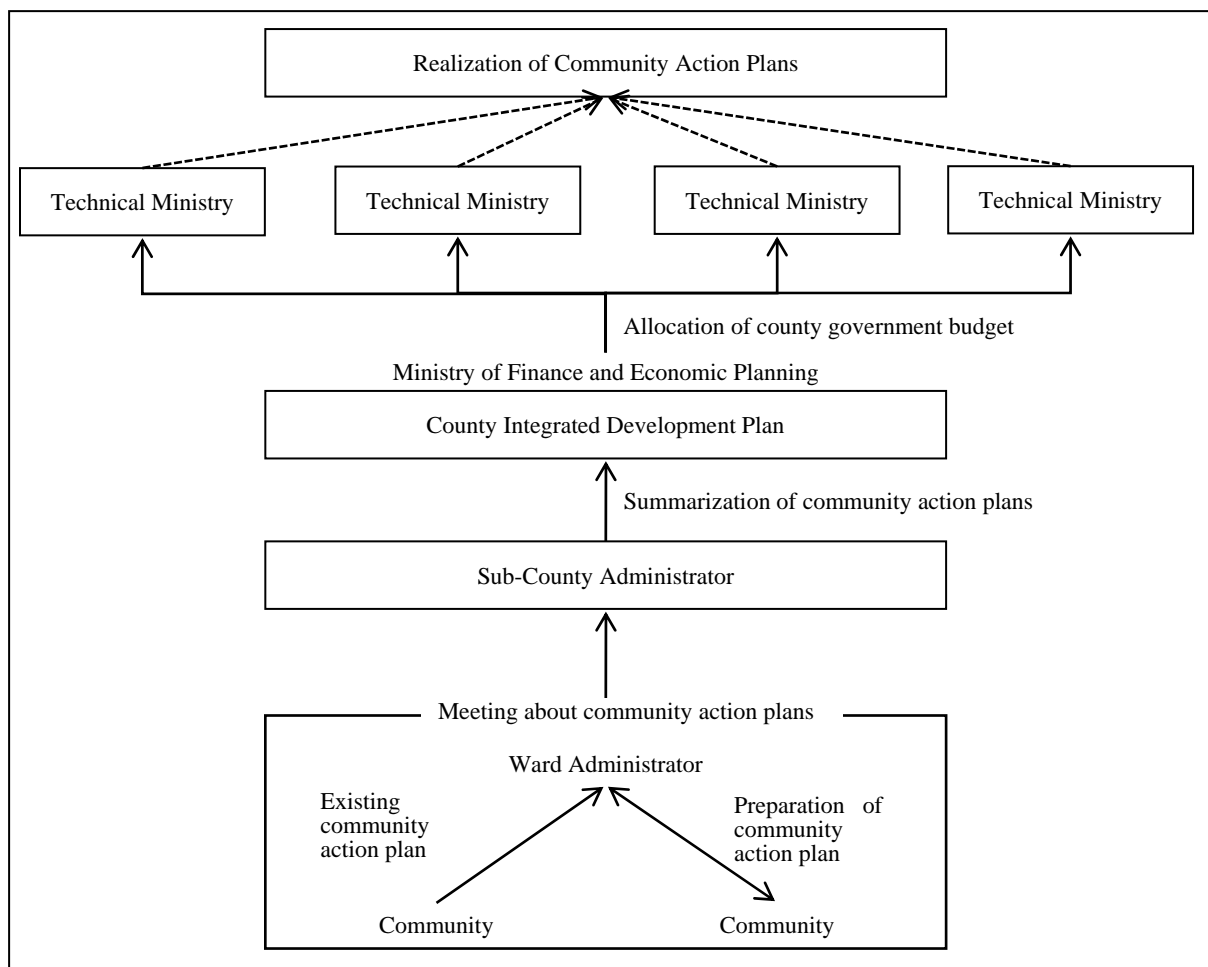 Realization of Community Action Plans
Technical Ministry
Technical Ministry
Technical Ministry
Technical Ministry
Allocation of county government budget
Ministry of Finance and Economic Planning
County Integrated Development Plan
Summarization of community action plans
Sub-County Administrator
Meeting about community action plans
Ward Administrator
Existing
community
action plan
Preparation of
community
action plan
Community
Community